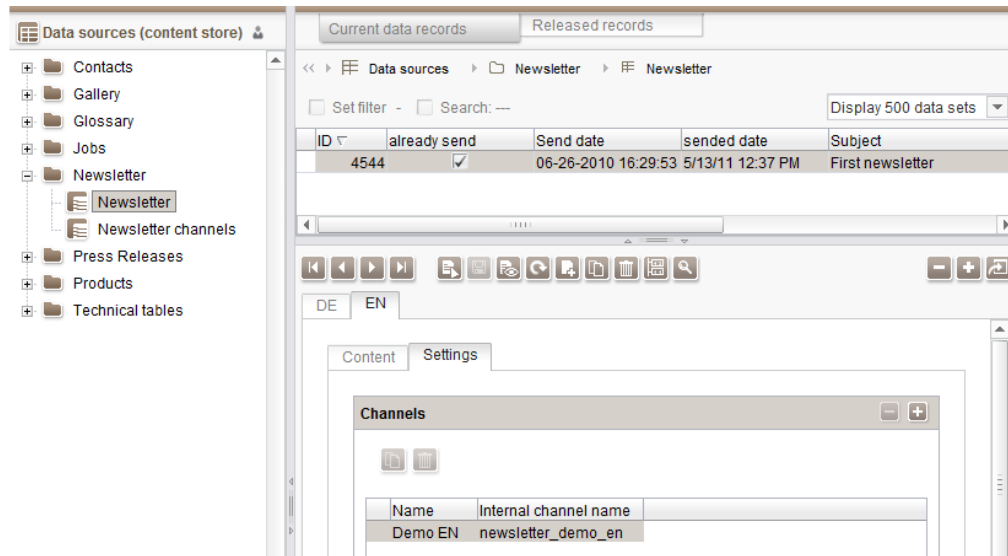 Data sources (content store)
Contacts
Gallery
Glossary
Jobs
Newsletter
Newsletter
Newsletter channels
Press Releases
Products
Technical tables
Current data records Released records
Data sources Newsletter Newsletter
Set filter - Search: ---
Display 500 data sets
ID already send Send date sended date Subject
4544 06-26-2010 16:29:53 5/13/11 12:37 PM First newsletter
DE EN
Content Settings
Channels
Name Internal channel name
Demo EN newsletter_demo_en